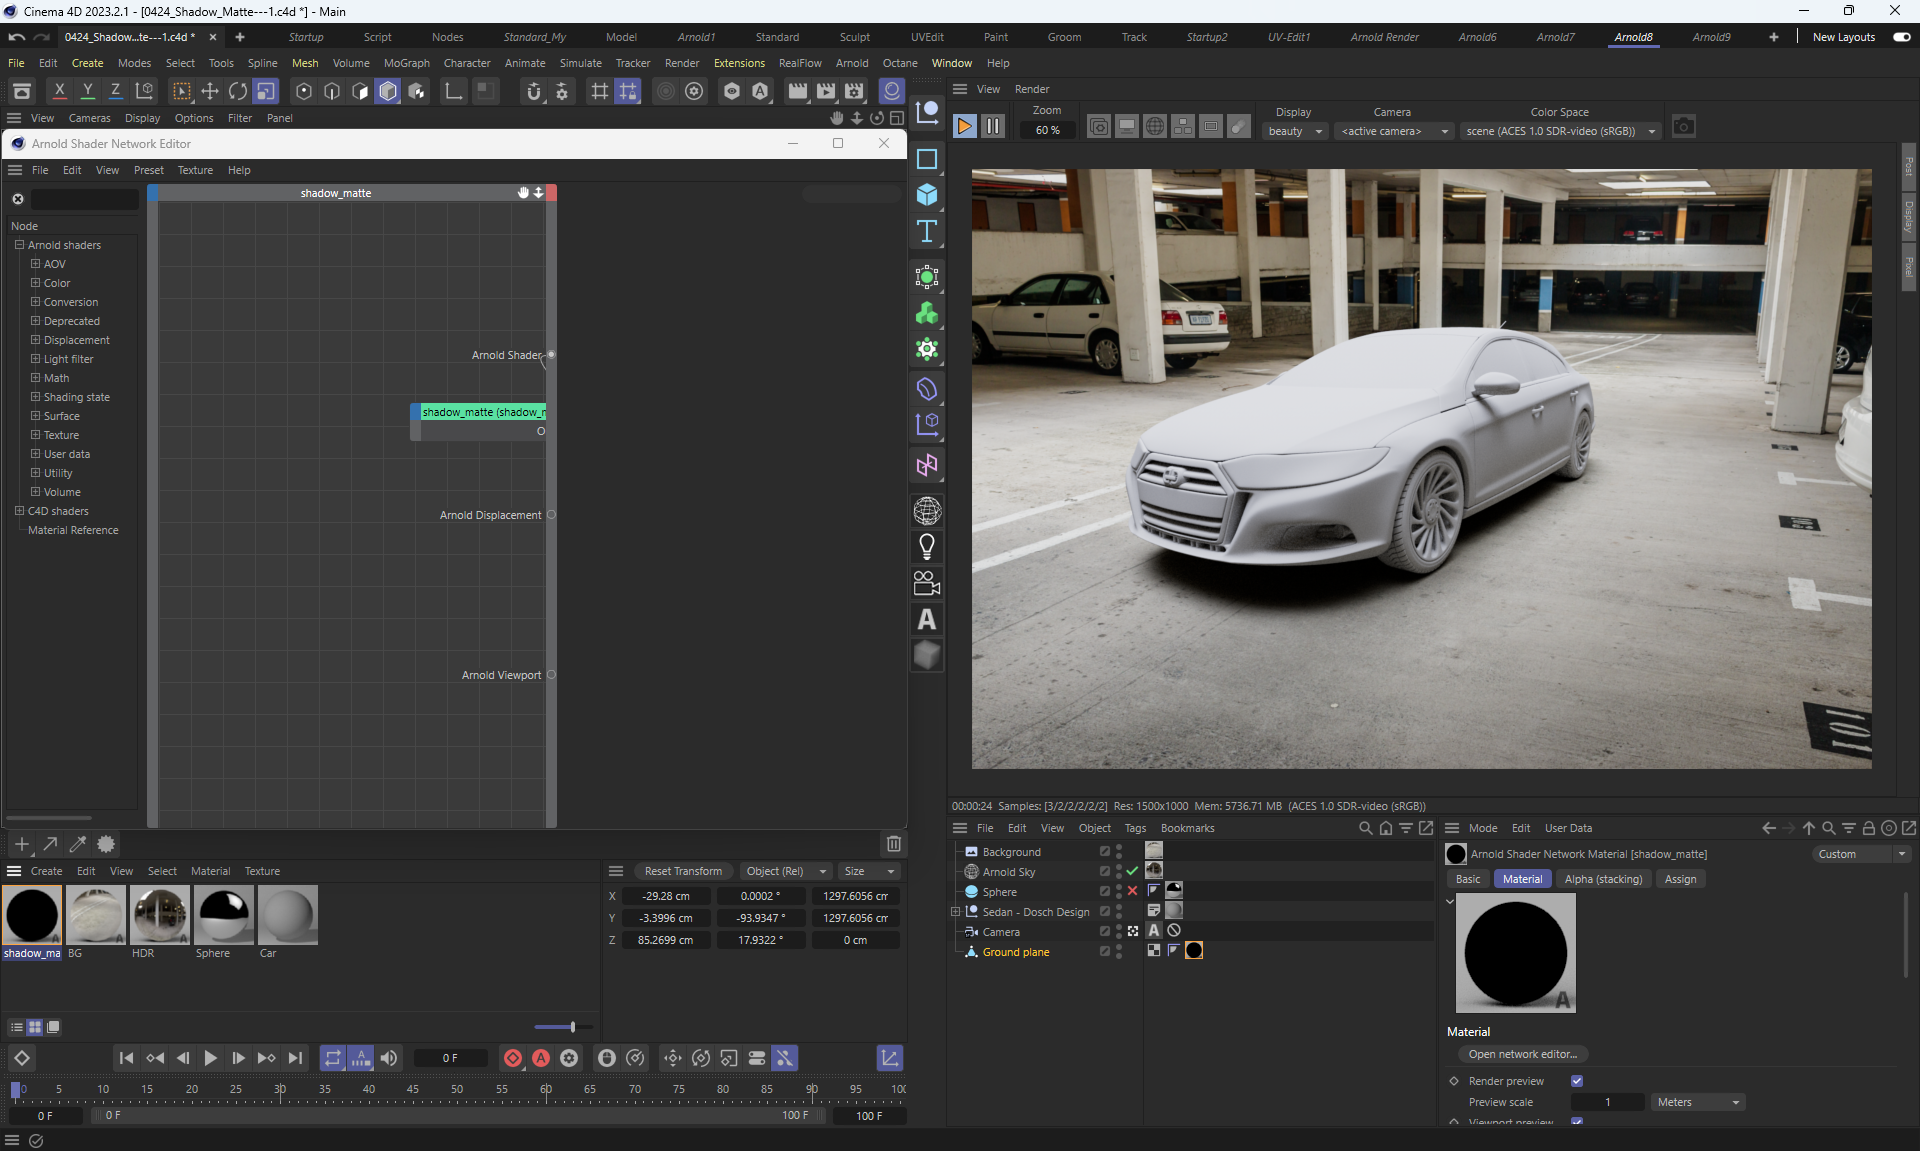 Cinema 4D 2023.2.1 - [0424_Shadow_Matte---1.c4d *] - Main
0424_Shadow...te---1.c4d *
Startup
Script
Nodes
Standard_My
Model
Arnold1
Standard
Sculpt
UVEdit
Paint
Groom
Track
Startup2
UV-Edit1
Arnold Render
Arnold6
Arnold7
Arnold8
Arnold9
New Layouts
File Edit Create Modes Select Tools Spline Mesh Volume MoGraph Character Animate Simulate Tracker Render Extensions RealFlow Arnold Octane Window Help
X Y Z
View Cameras Display Options Filter Panel
View Render
Zoom
60 %
Display
beauty
Camera
<active camera>
Color Space
scene (ACES 1.0 SDR-video (sRGB))
Post
Display
Pixel
Arnold Shader Network Editor
File Edit View Preset Texture Help
Node
Arnold shaders
AOV
Color
Conversion
Deprecated
Displacement
Light filter
Math
Shading state
Surface
Texture
User data
Utility
Volume
C4D shaders
Material Reference
shadow_matte
Arnold Shader
shadow_matte (shadow_m
O
Arnold Displacement
Arnold Viewport
101
00:00:24 Samples: [3/2/2/2/2/2] Res: 1500x1000 Mem: 5736.71 MB (ACES 1.0 SDR-video (sRGB))
File Edit View Object Tags Bookmarks
Background
Arnold Sky
Sphere
Sedan - Dosch Design
Camera
Ground plane
Mode Edit User Data
Arnold Shader Network Material [shadow_matte]
Custom
Basic Material Alpha (stacking) Assign
Material
Open network editor...
Render preview
Preview scale 1 Meters
Viewport preview
Create Edit View Select Material Texture
shadow_ma BG HDR Sphere Car
Reset Transform Object (Rel) Size
X -29.28 cm 0.0002 ° 1297.6056 cm
Y -3.3996 cm -93.9347 ° 1297.6056 cm
Z 85.2699 cm 17.9322 ° 0 cm
0 F
0 5 10 15 20 25 30 35 40 45 50 55 60 65 70 75 80 85 90 95 100
0 F 0 F 100 F 100 F